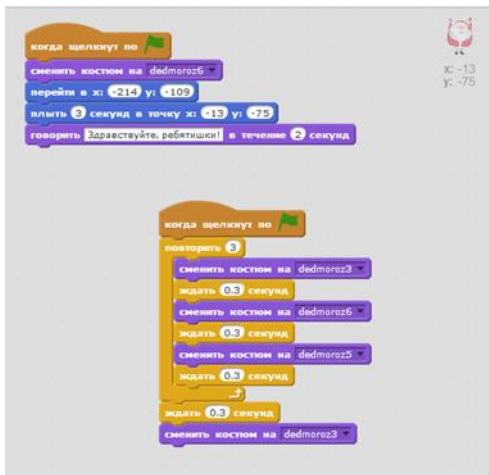 когда щелкнут по
сменить костюм на dedmoroz6
перейти в x: -214 y: -109
плыть 3 секунд в точку x: -13 y: -75
говорить Здравствуйте, ребятишки! в течение 2 секунд
x: -13
y: -75
когда щелкнут по
повторить 3
сменить костюм на dedmoroz3
ждать 0.3 секунд
сменить костюм на dedmoroz6
ждать 0.3 секунд
сменить костюм на dedmoroz5
ждать 0.3 секунд
ждать 0.3 секунд
сменить костюм на dedmoroz3